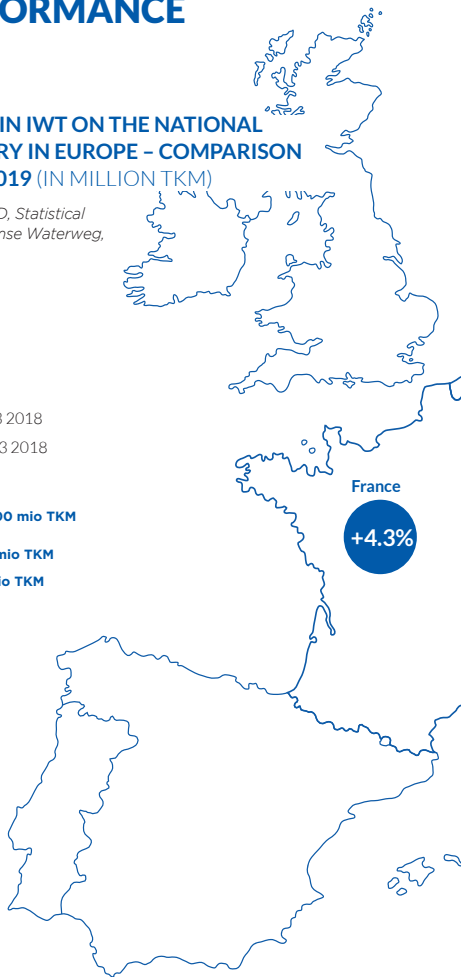 ORMANCE
IN IWT ON THE NATIONAL
RY IN EUROPE – COMPARISON
019 (IN MILLION TKM)
D, Statistical
nse Waterweg,
3 2018
3 2018
00 mio TKM
mio TKM
io TKM
France
+4.3%